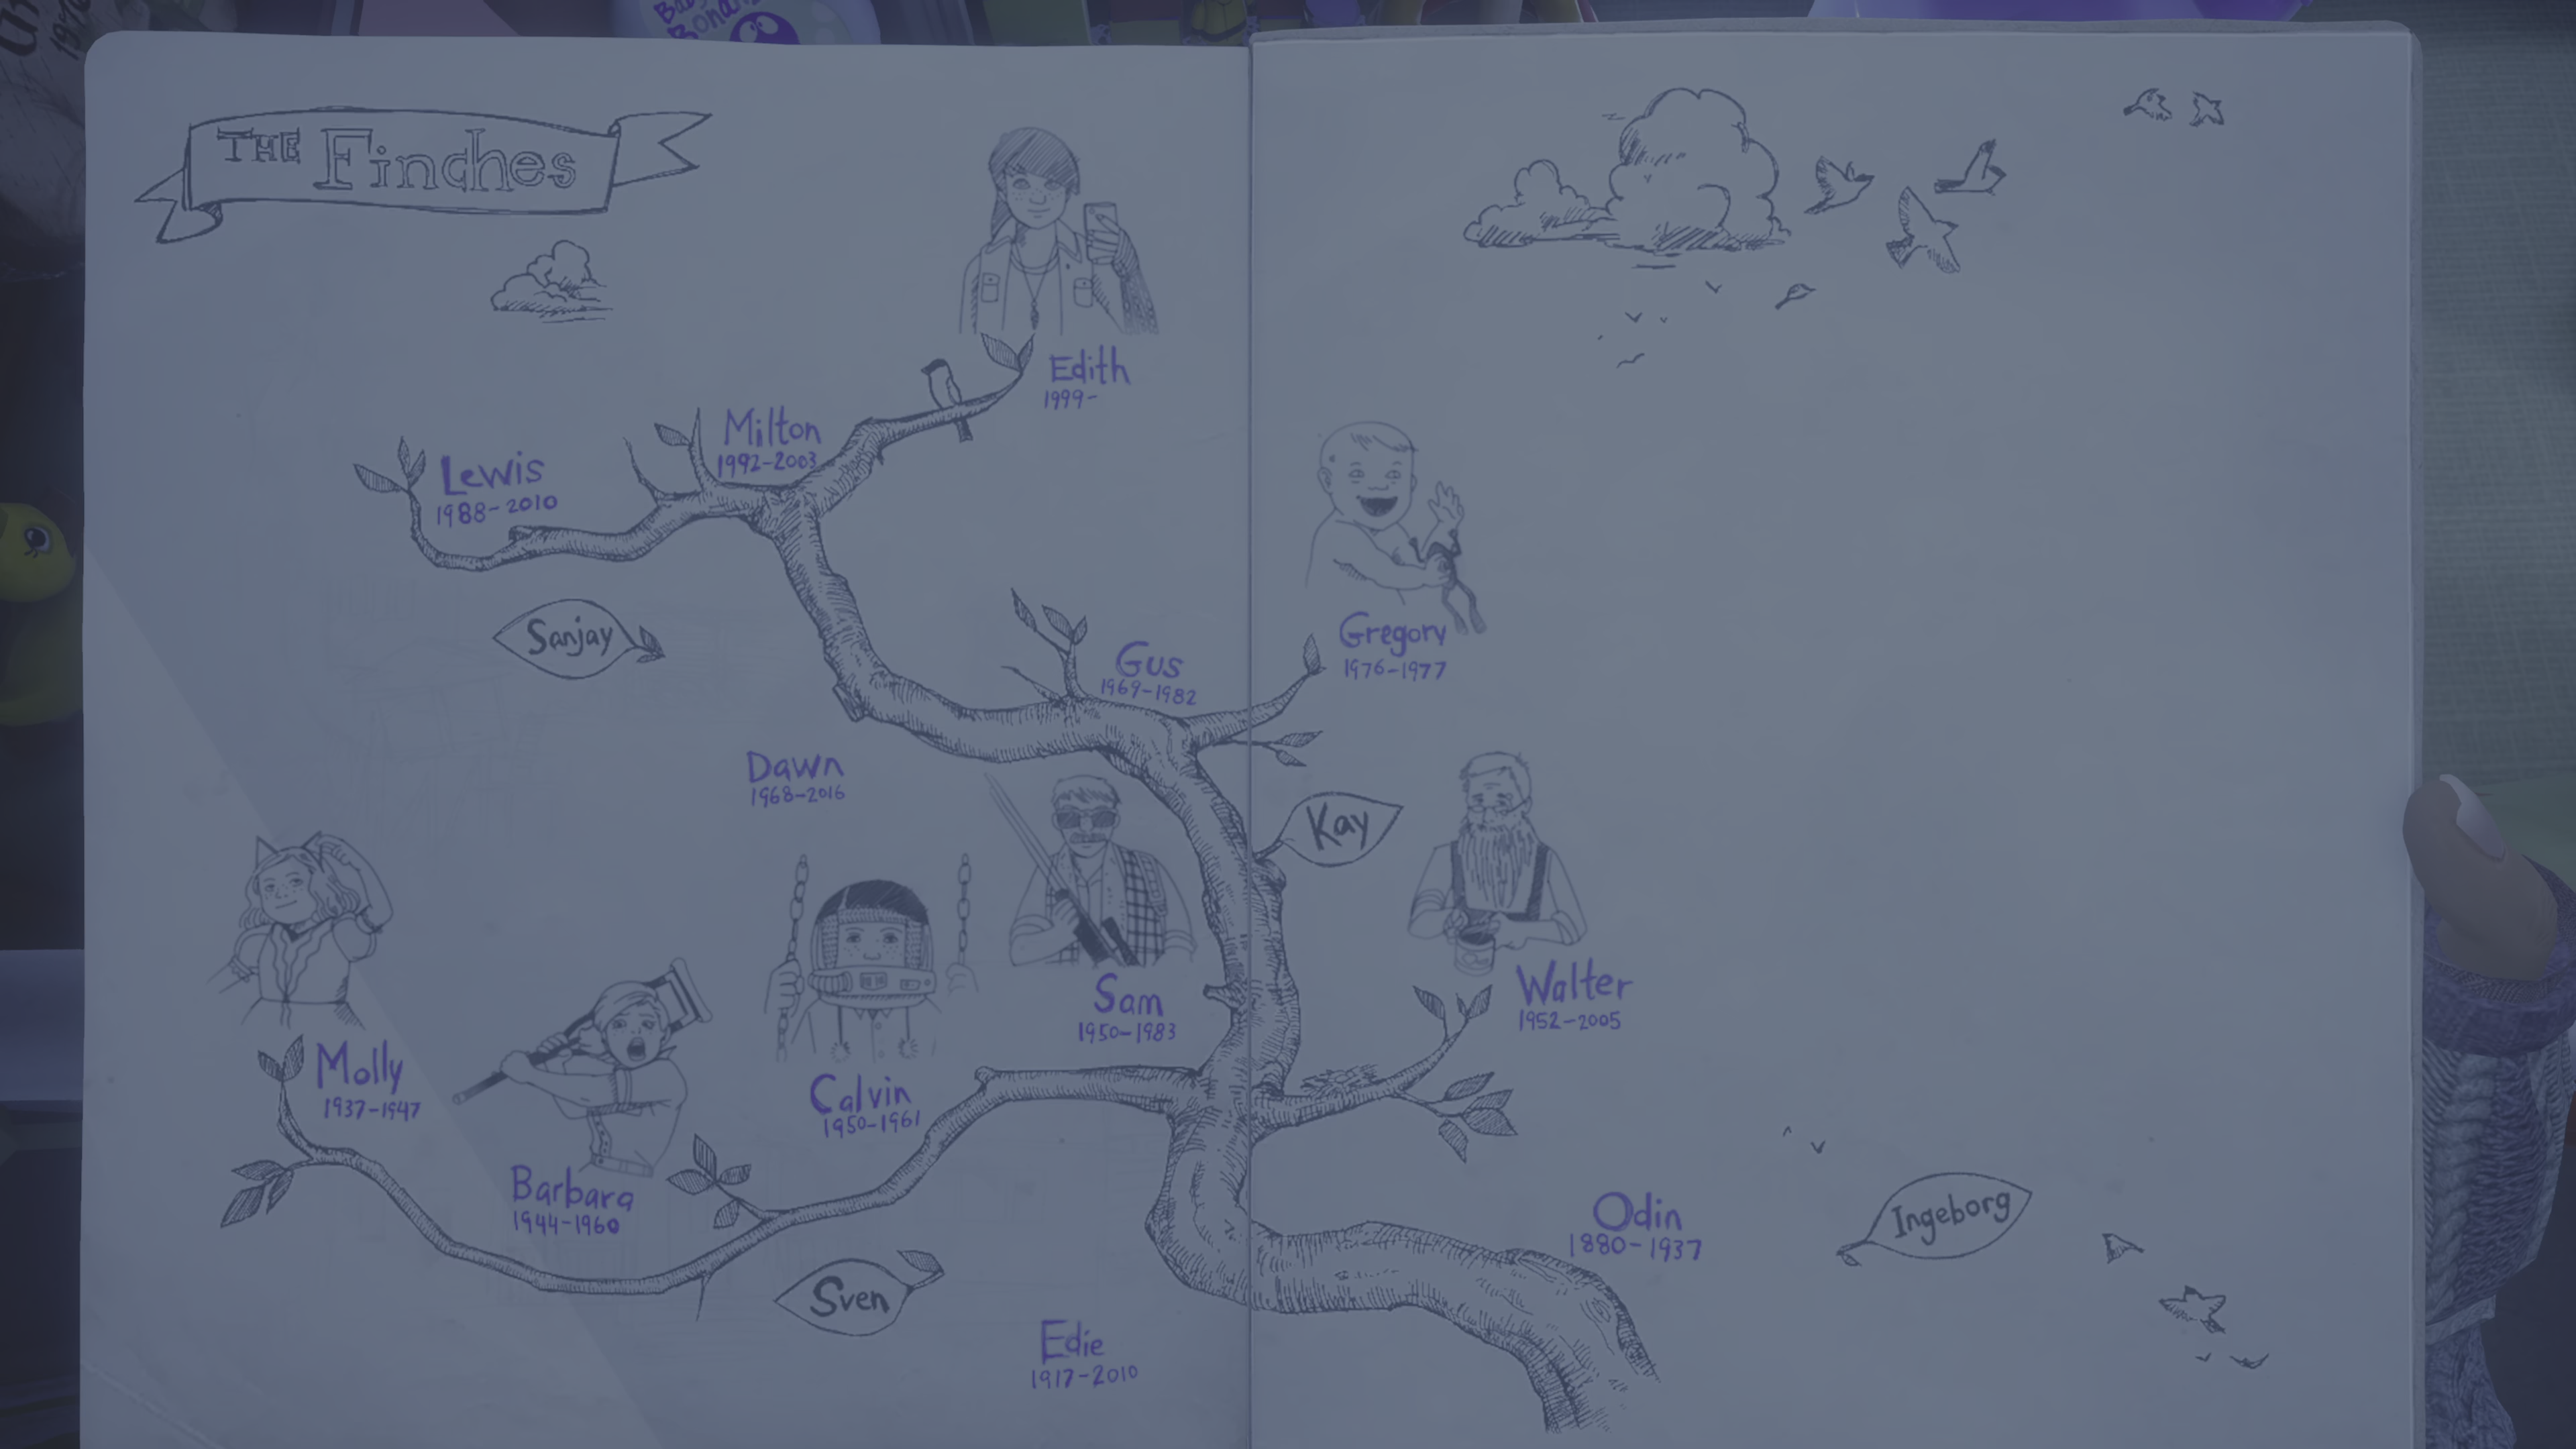 Bonan
THE Finches
Edith
1999-
Milton
1992-2003
Lewis
1988-2010
Sanjay
Gus
1969-1982
Gregory
1976-1977
Dawn
1968-2016
Kay
Sam
1950-1983
Walter
1952-2005
Molly
1937-1947
Calvin
1950-1961
Barbara
1944-1960
Sven
Odin
1880-1937
Ingeborg
Edie
1917-2010